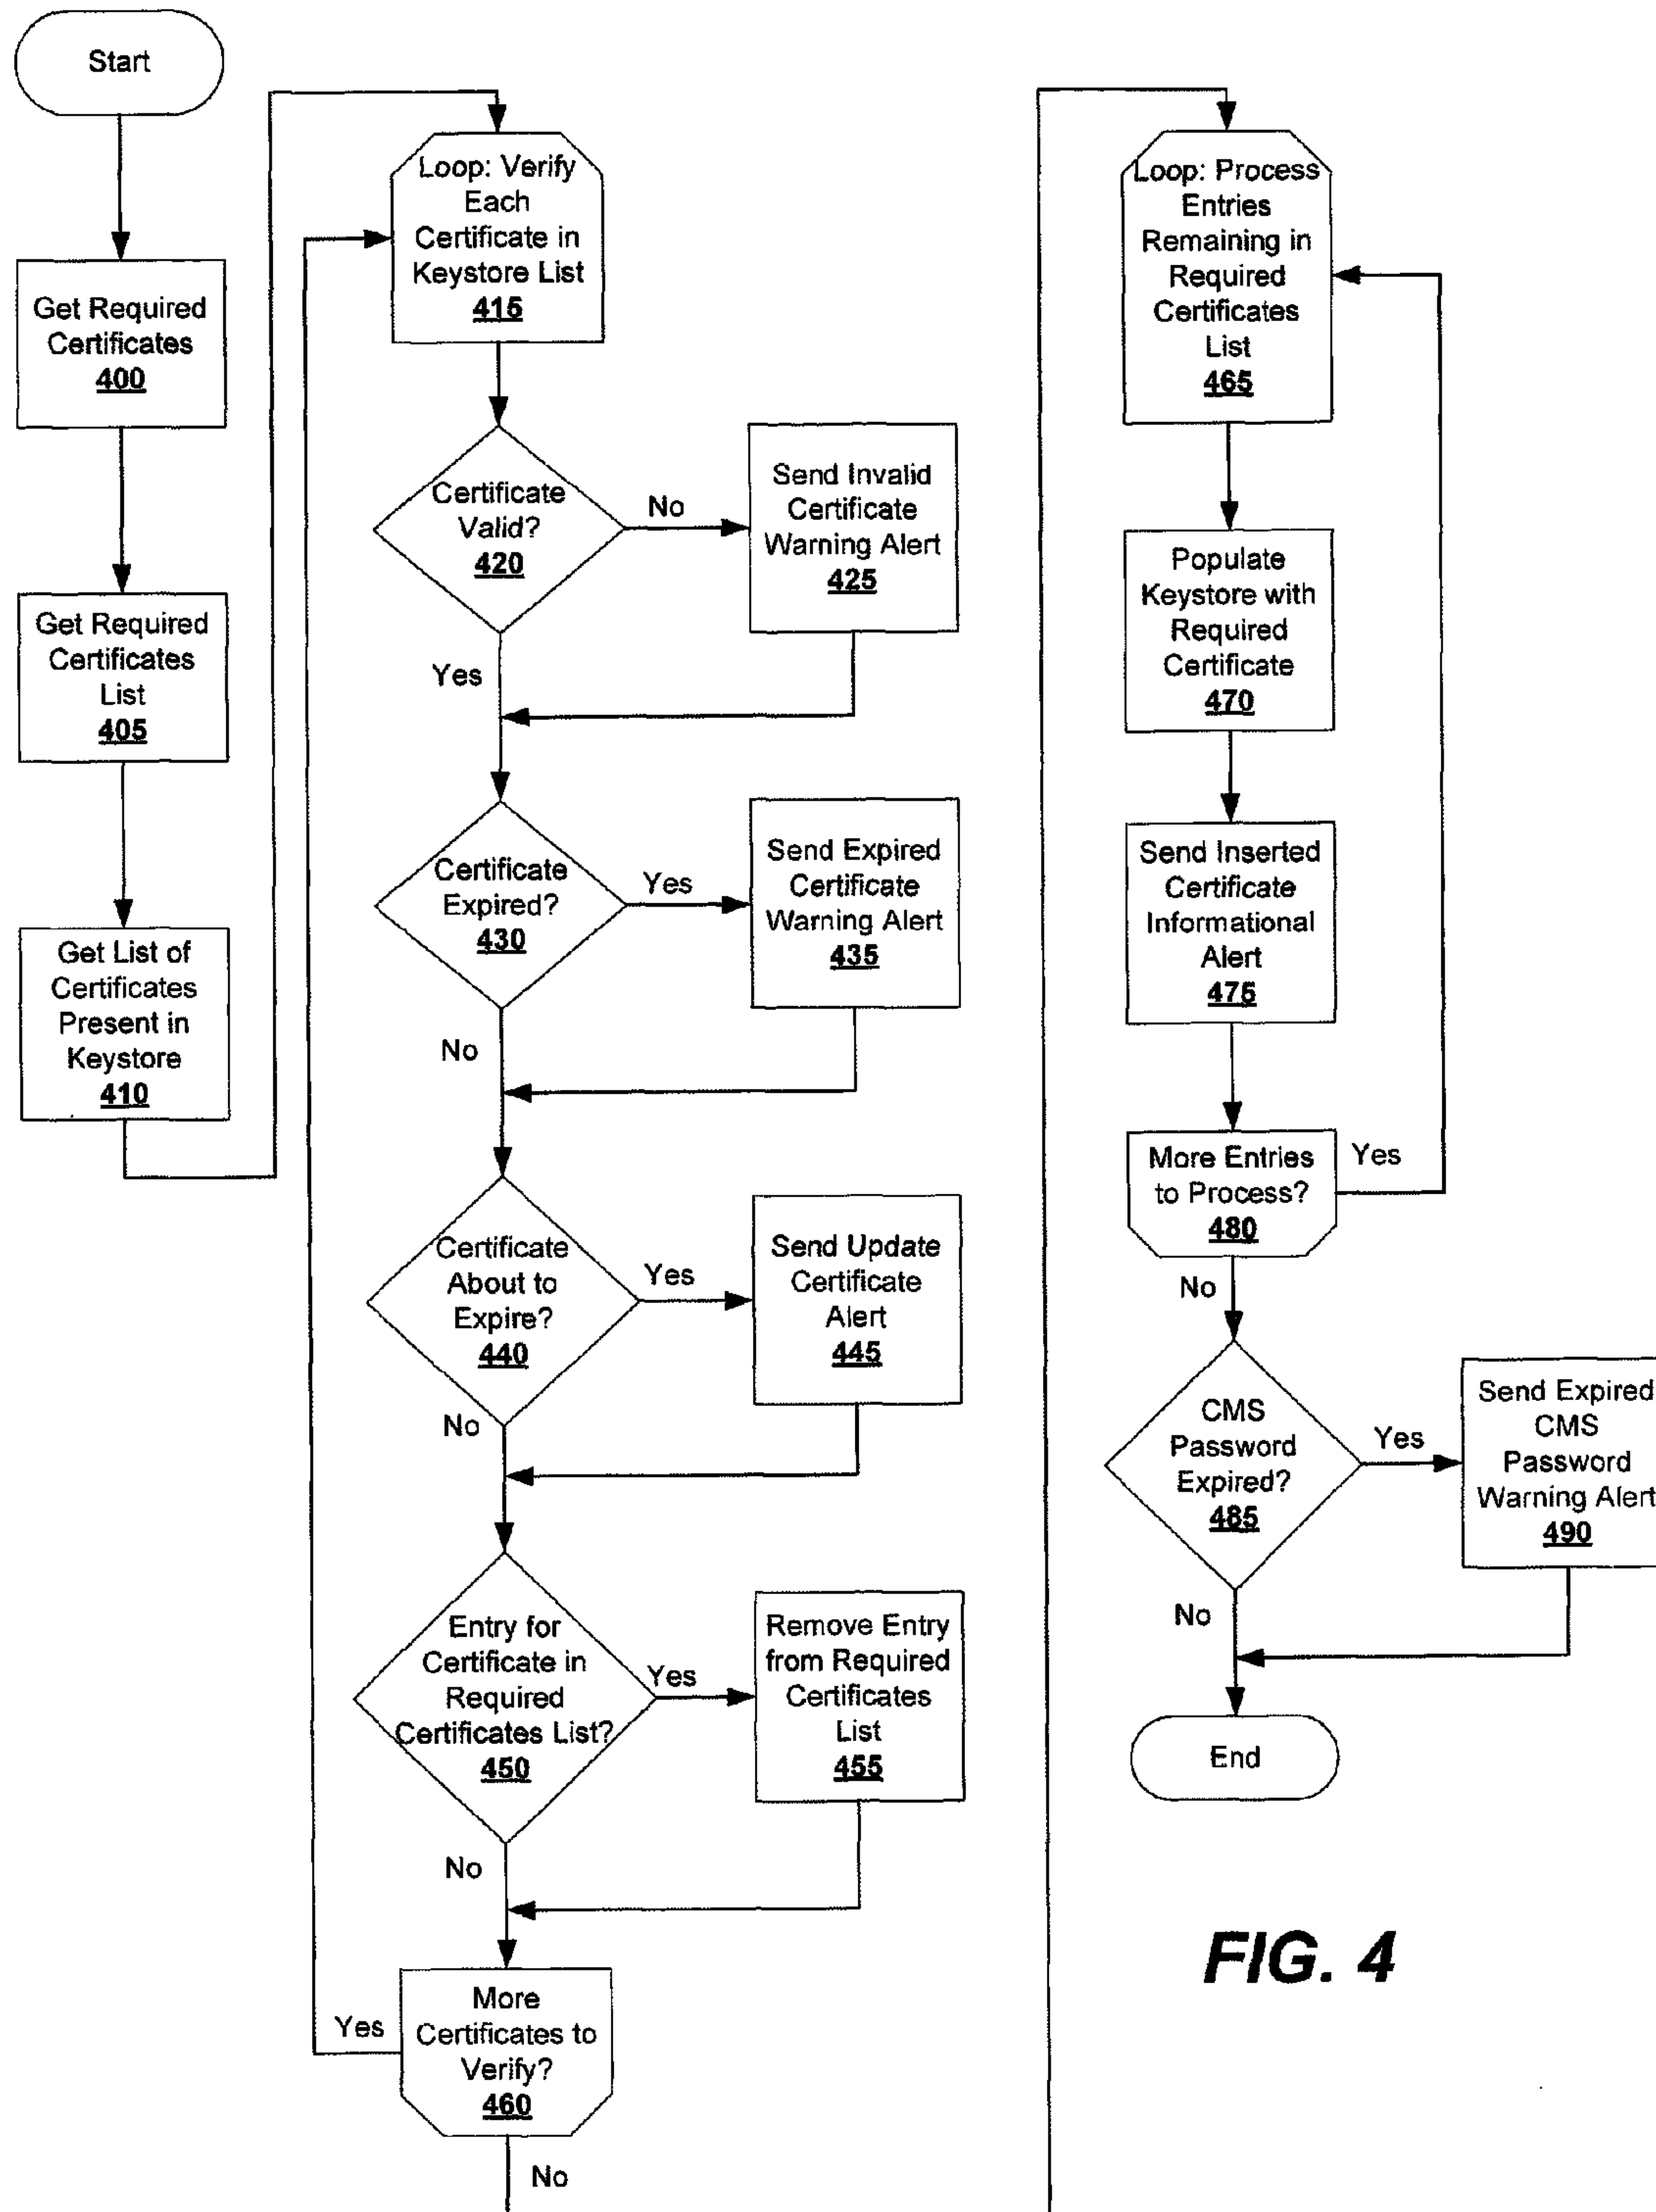 Start
Get Required
Certificates
400
Get Required
Certificates
List
405
Get List of
Certificates
Present in
Keystore
410
Loop: Verify
Each
Certificate in
Keystore List
415
Certificate
Valid?
420
No
Send Invalid
Certificate
Warning Alert
425
Yes
Certificate
Expired?
430
Yes
Send Expired
Certificate
Warning Alert
435
No
Certificate
About to
Expire?
440
Yes
Send Update
Certificate
Alert
445
No
Entry for
Certificate in
Required
Certificates List?
450
Yes
Remove Entry
from Required
Certificates
List
455
No
More
Certificates to
Verify?
460
Yes
No
Loop: Process
Entries
Remaining in
Required
Certificates
List
465
Populate
Keystore with
Required
Certificate
470
Send Inserted
Certificate
Informational
Alert
475
More Entries
to Process?
480
Yes
No
CMS
Password
Expired?
485
Yes
Send Expired
CMS
Password
Warning Alert
490
No
End
FIG. 4